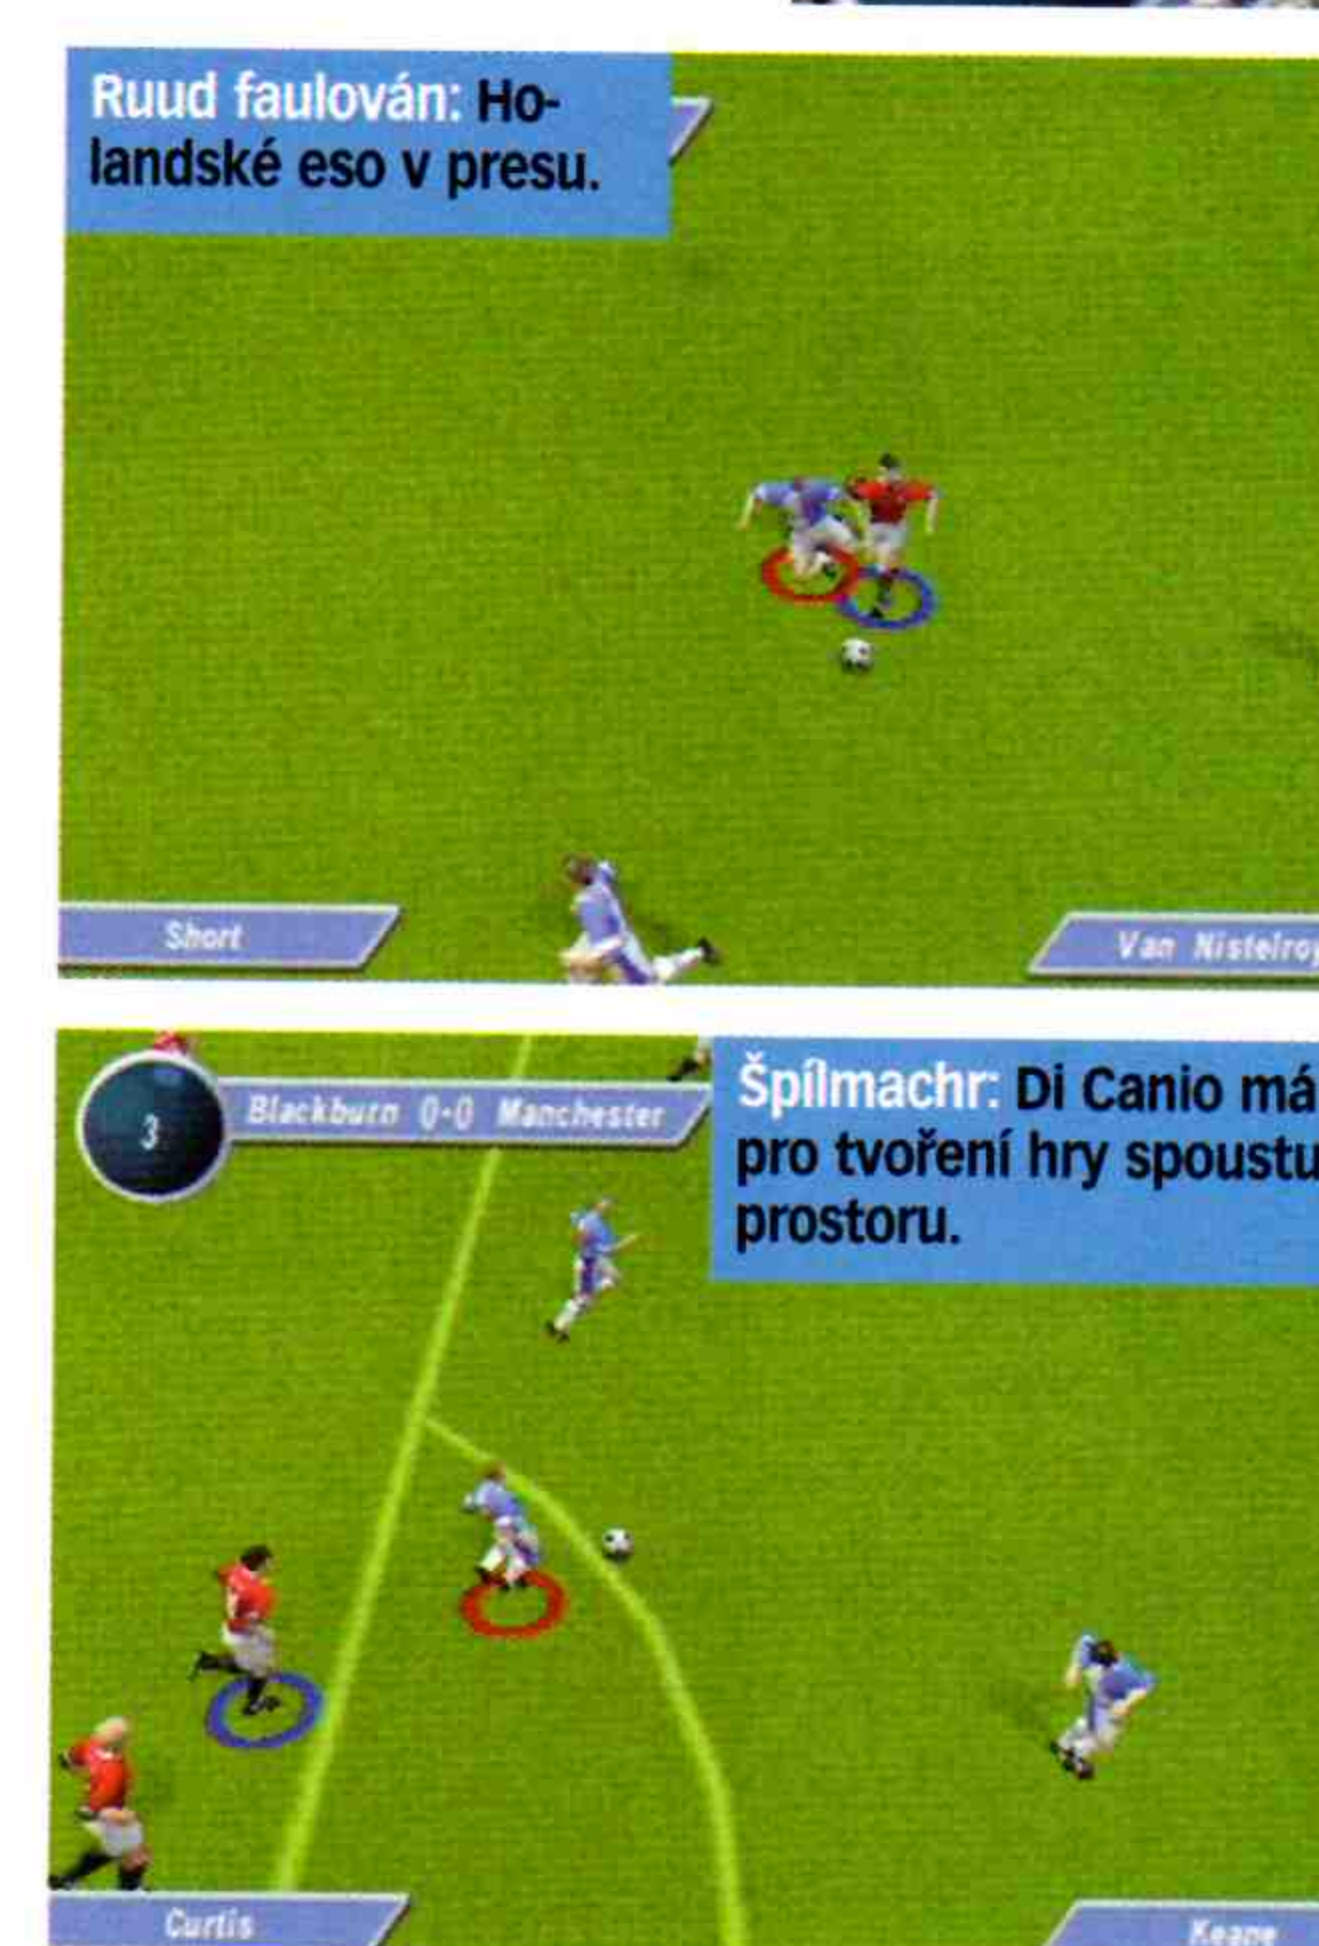 Ruud faulován: Ho-
landské eso v presu.
Short
Van Nistelroy
3
Blackburn 0-0 Manchester
Špílmachr: Di Canio má
pro tvoření hry spoustu
prostoru.
Curtis
Keane